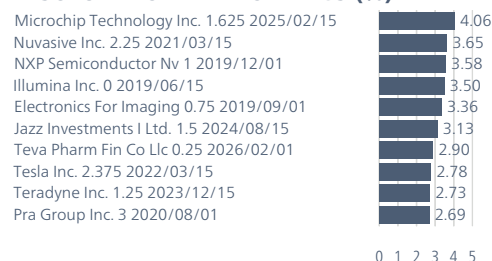 Microchip Technology Inc. 1.625 2025/02/15 4.06
Nuvasive Inc. 2.25 2021/03/15 3.65
NXP Semiconductor Nv 1 2019/12/01 3.58
Illumina Inc. 0 2019/06/15 3.50
Electronics For Imaging 0.75 2019/09/01 3.36
Jazz Investments I Ltd. 1.5 2024/08/15 3.13
Teva Pharm Fin Co Llc 0.25 2026/02/01 2.90
Tesla Inc. 2.375 2022/03/15 2.78
Teradyne Inc. 1.25 2023/12/15 2.73
Pra Group Inc. 3 2020/08/01 2.69
0 1 2 3 4 5